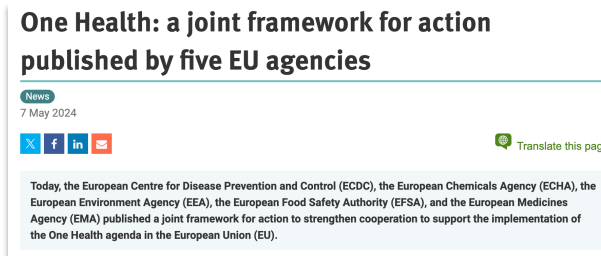 One Health: a joint framework for action
published by five EU agencies
News
7 May 2024
Translate this pag
Today, the European Centre for Disease Prevention and Control (ECDC), the European Chemicals Agency (ECHA), the
European Environment Agency (EEA), the European Food Safety Authority (EFSA), and the European Medicines
Agency (EMA) published a joint framework for action to strengthen cooperation to support the implementation of
the One Health agenda in the European Union (EU).